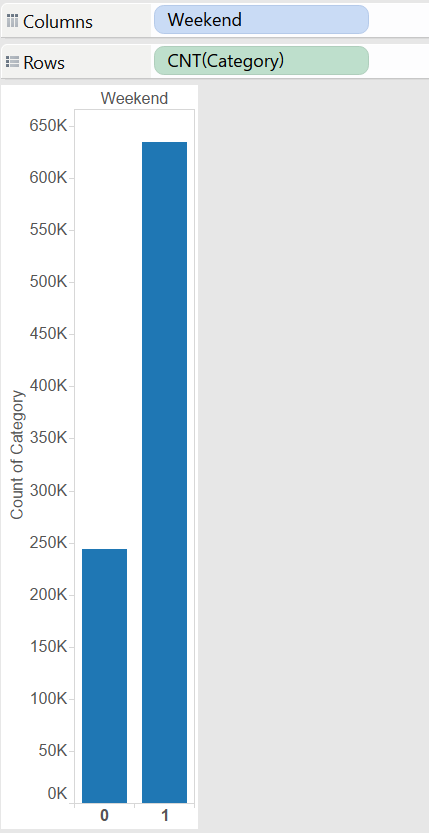 Columns
Weekend
Rows
CNT(Category)
Weekend
Count of Category
650K
600K
550K
500K
450K
400K
350K
300K
250K
200K
150K
100K
50K
0K
0 1